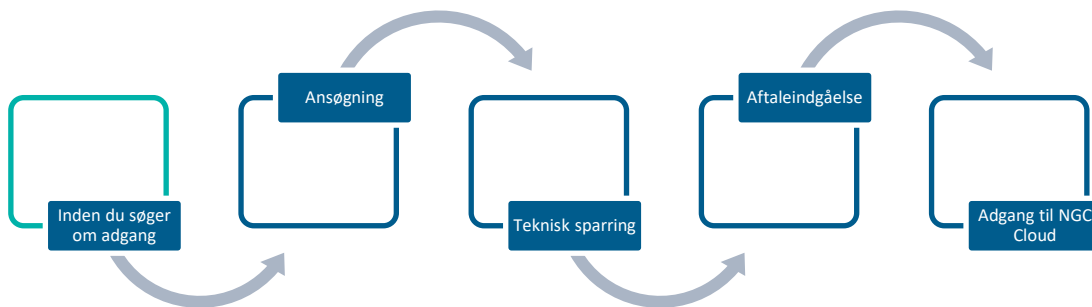 Inden du søger
om adgang
Ansøgning
Teknisk sparring
Aftaleindgåelse
Adgang til NGC
Cloud